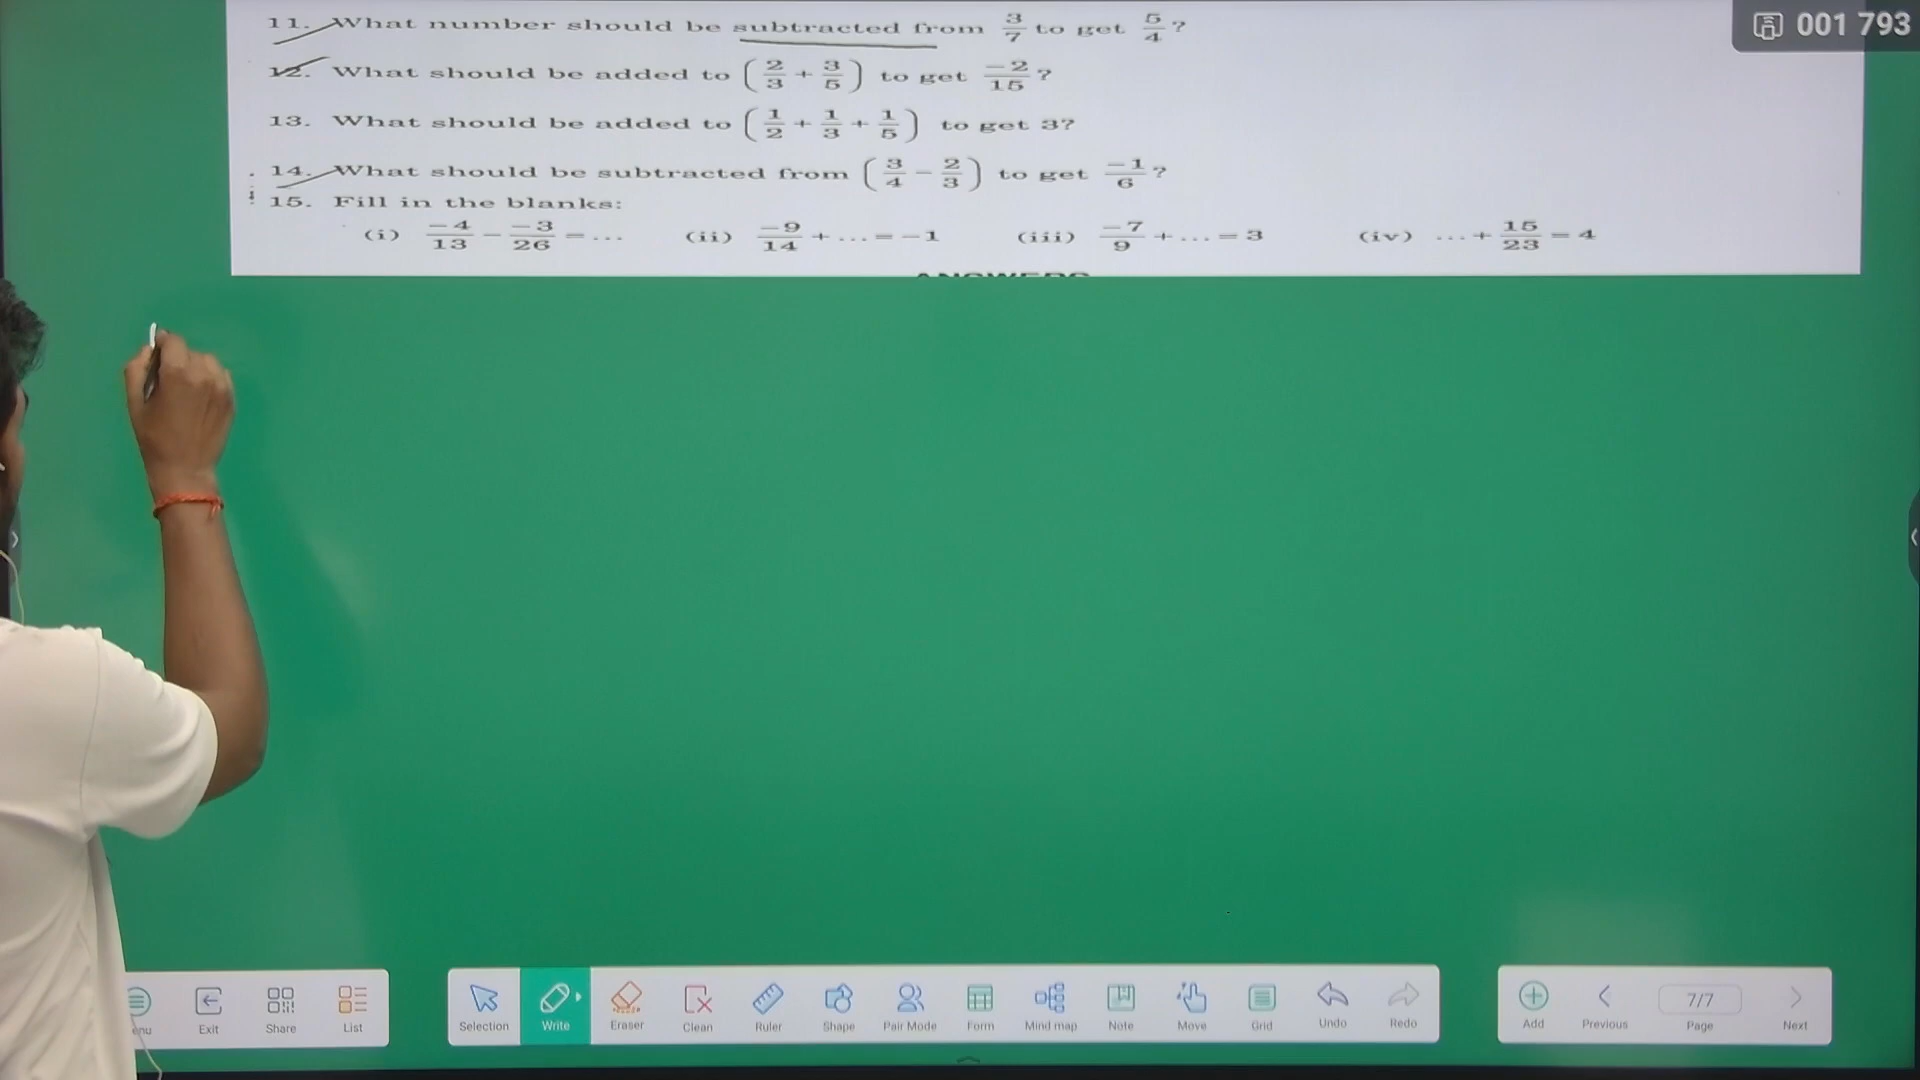 001 793
11. What number should be subtracted from 3/7 to get 5/4?
12. What should be added to (2/3 + 3/5) to get -2/15?
13. What should be added to (1/2 + 1/3 + 1/5) to get 3?
14. What should be subtracted from (3/4 - 2/3) to get -1/6?
15. Fill in the blanks:
(i) -4/13 - -3/26 = ... (ii) -9/14 + ... = -1 (iii) -7/9 + ... = 3 (iv) ... + 15/23 = 4
Exit Share List Selection Write Eraser Clean Ruler Shape Pair Mode Form Mind map Note Move Grid Undo Redo Add Previous 7/7 Page Next